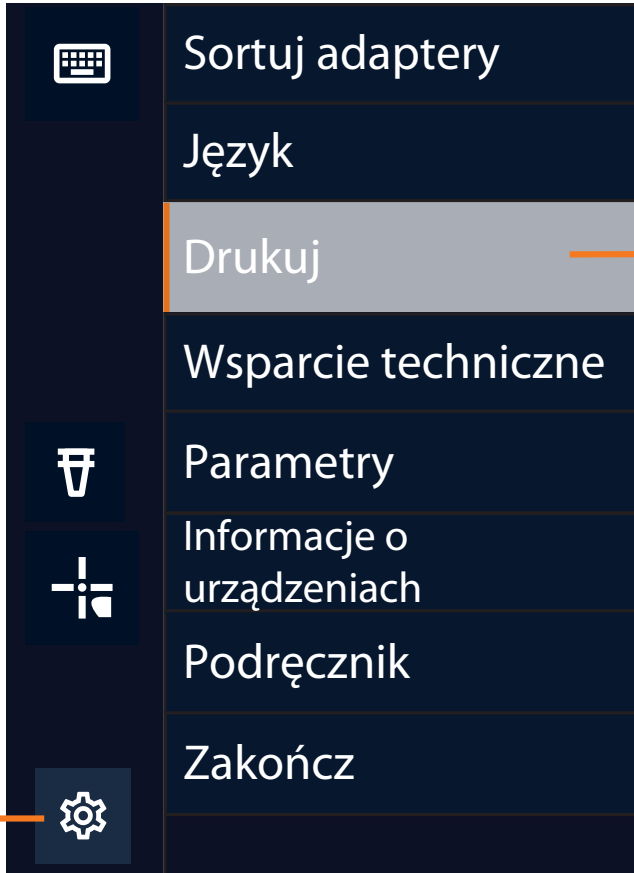 Sortuj adaptery
Język
Drukuj
Wsparcie techniczne
Parametry
Informacje o
urządzeniach
Podręcznik
Zakończ